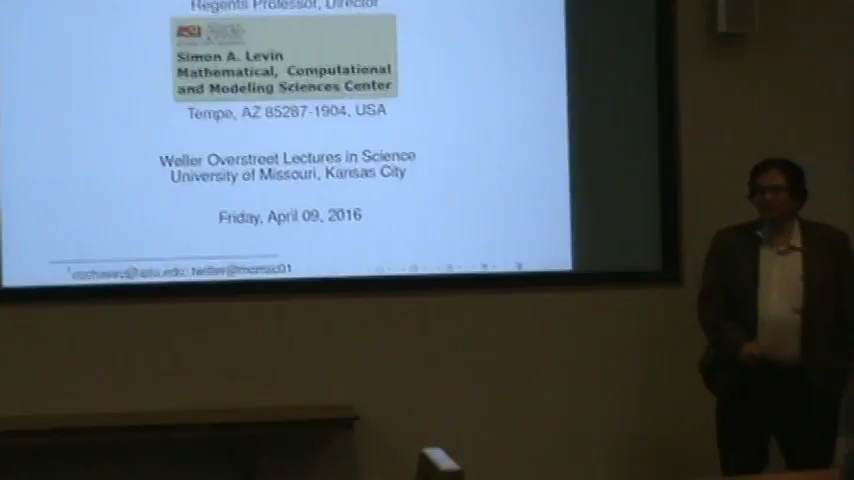 Regents Professor, Director
ASU
Simon A. Levin
Mathematical, Computational
and Modeling Sciences Center
Tempe, AZ 85287-1904, USA
Weller Overstreet Lectures in Science
University of Missouri, Kansas City
Friday, April 09, 2016